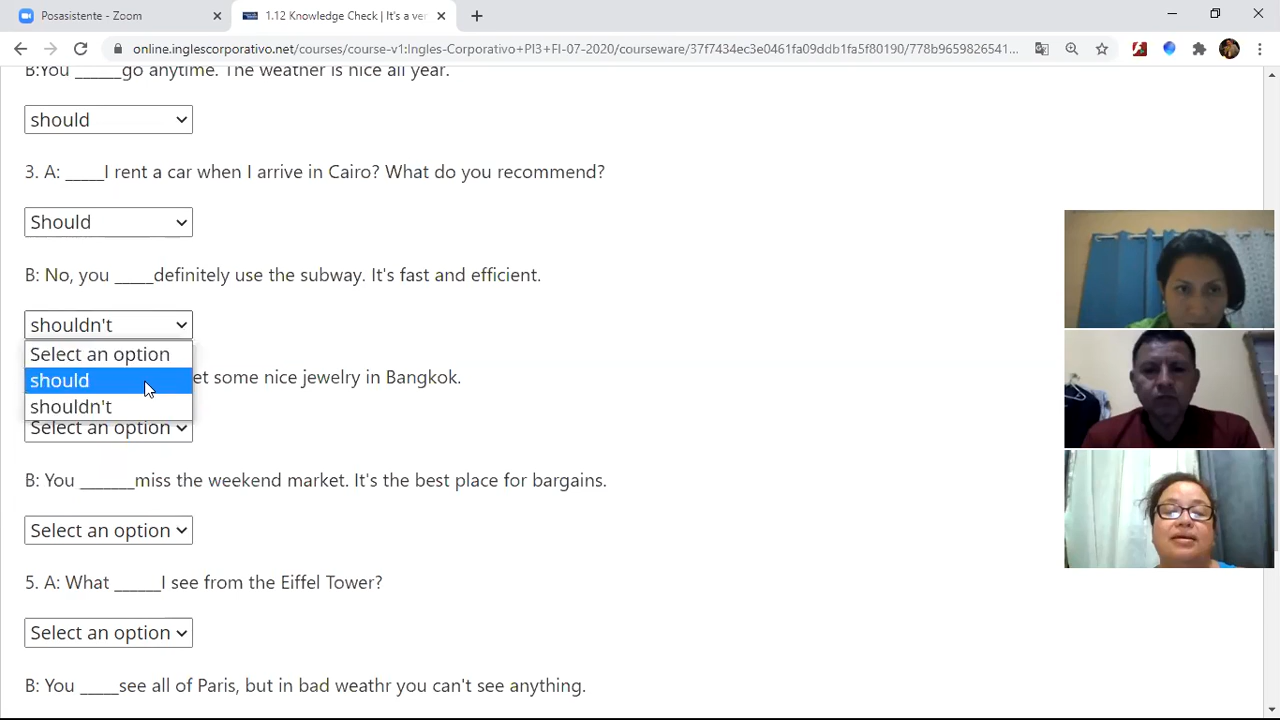 Posasistente - Zoom
1.12 Knowledge Check | It's a ver
online.inglescorporativo.net/courses/course-v1:Ingles-Corporativo+PI3+FI-07-2020/courseware/37f7434ec3e0461fa09ddb1fa5f80190/778b9659826541...
B:You ______go anytime. The weather is nice all year.
should
3. A: _____I rent a car when I arrive in Cairo? What do you recommend?
Should
B: No, you _____definitely use the subway. It's fast and efficient.
shouldn't
Select an option
should
et some nice jewelry in Bangkok.
shouldn't
Select an option
B: You _______miss the weekend market. It's the best place for bargains.
Select an option
5. A: What ______I see from the Eiffel Tower?
Select an option
B: You _____see all of Paris, but in bad weathr you can't see anything.